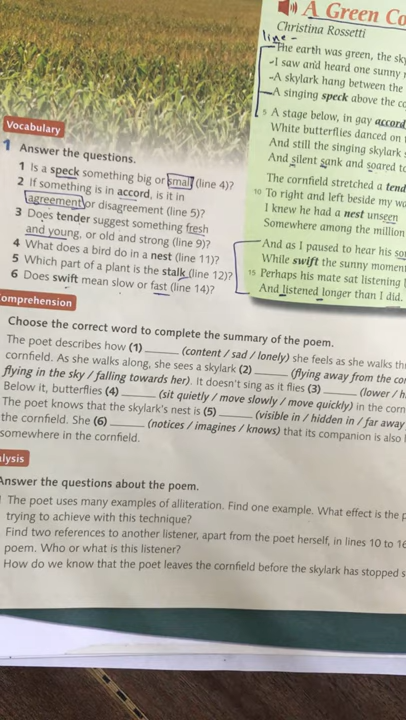 A Green Co
Christina Rossetti
line -
The earth was green, the sky
I saw and heard one sunny
A skylark hang between the
A singing speck above the co
5 A stage below, in gay accord
White butterflies danced on
And still the singing skylark s
And silent sank and soared to
The cornfield stretched a tend
10 To right and left beside my wa
I knew he had a nest unseen
Somewhere among the million
And as I paused to hear his so
While swift the sunny momen
15 Perhaps his mate sat listening
And listened longer than I did.
Vocabulary
1 Answer the questions.
1 Is a speck something big or small (line 4)?
2 If something is in accord, is it in
agreement or disagreement (line 5)?
3 Does tender suggest something fresh
and young, or old and strong (line 9)?
4 What does a bird do in a nest (line 11)?
5 Which part of a plant is the stalk (line 12)?
6 Does swift mean slow or fast (line 14)?
omprehension
Choose the correct word to complete the summary of the poem.
The poet describes how (1) ______ (content / sad / lonely) she feels as she walks thr
cornfield. As she walks along, she sees a skylark (2) ______ (flying away from the cor
flying in the sky / falling towards her). It doesn't sing as it flies (3) ______ (lower / h
Below it, butterflies (4) ______ (sit quietly / move slowly / move quickly) in the corn
The poet knows that the skylark's nest is (5) ______ (visible in / hidden in / far away
the cornfield. She (6) ______ (notices / imagines / knows) that its companion is also
somewhere in the cornfield.
lysis
Answer the questions about the poem.
The poet uses many examples of alliteration. Find one example. What effect is the p
trying to achieve with this technique?
Find two references to another listener, apart from the poet herself, in lines 10 to 16
poem. Who or what is this listener?
How do we know that the poet leaves the cornfield before the skylark has stopped s